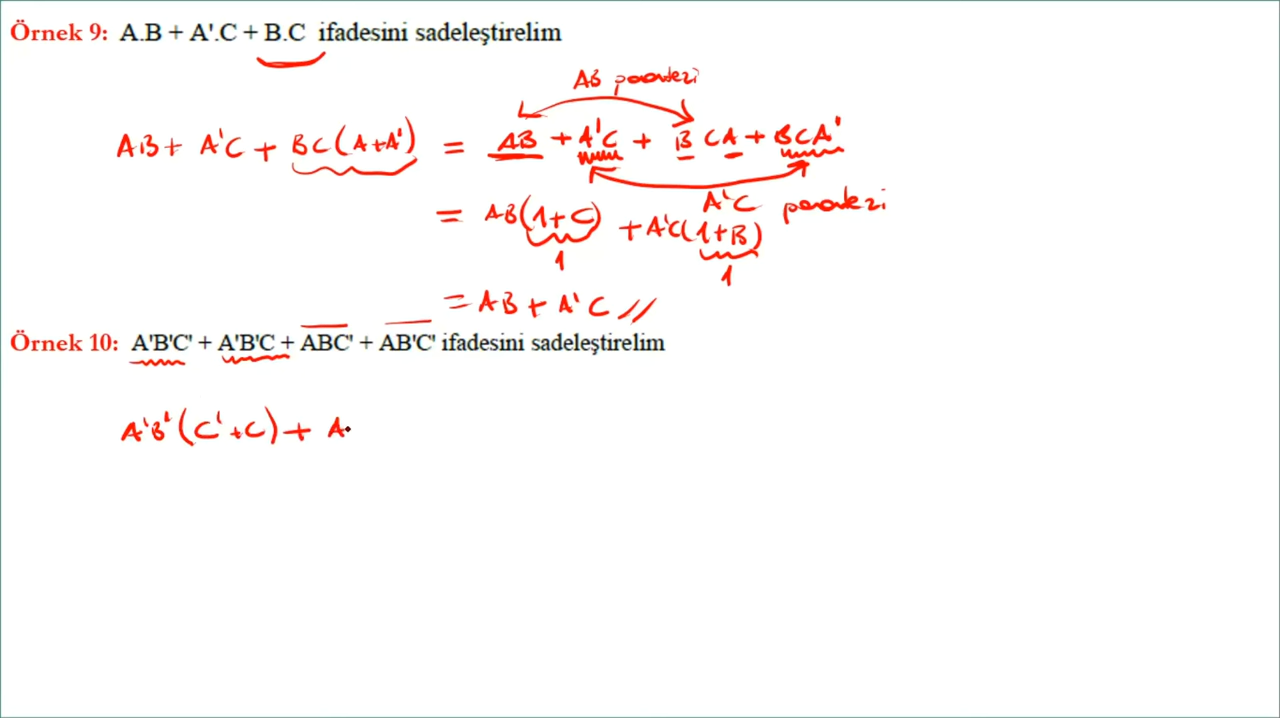 Örnek 9: A.B + A'.C + B.C ifadesini sadeleştirelim
AB parantezi
AB + A'C + BC(A+A') = AB + A'C + BCA + BCA'
A'C parantezi
= AB(1+C) + A'C(1+B)
1 1
= AB + A'C //
Örnek 10: A'B'C' + A'B'C + ABC' + AB'C' ifadesini sadeleştirelim
A'B'(C'+C) + A